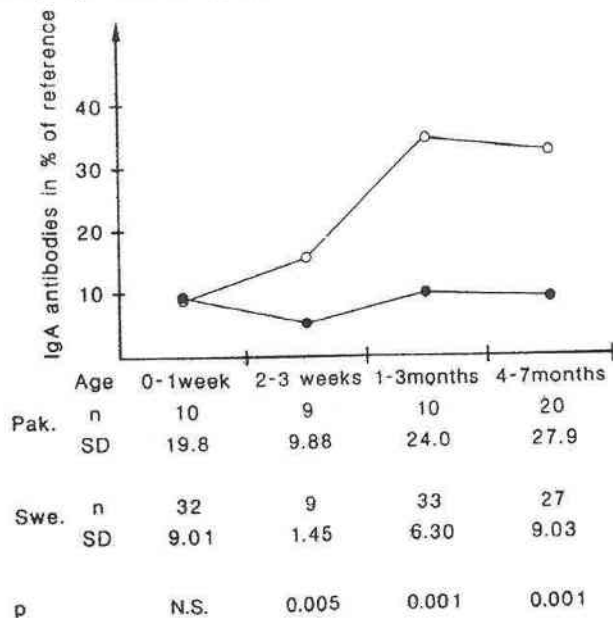 IgA antibodies in % of reference
40
30
20
10
Age 0-1week 2-3 weeks 1-3months 4-7months
Pak. n 10 9 10 20
SD 19.8 9.88 24.0 27.9
Swe. n 32 9 33 27
SD 9.01 1.45 6.30 9.03
p N.S. 0.005 0.001 0.001